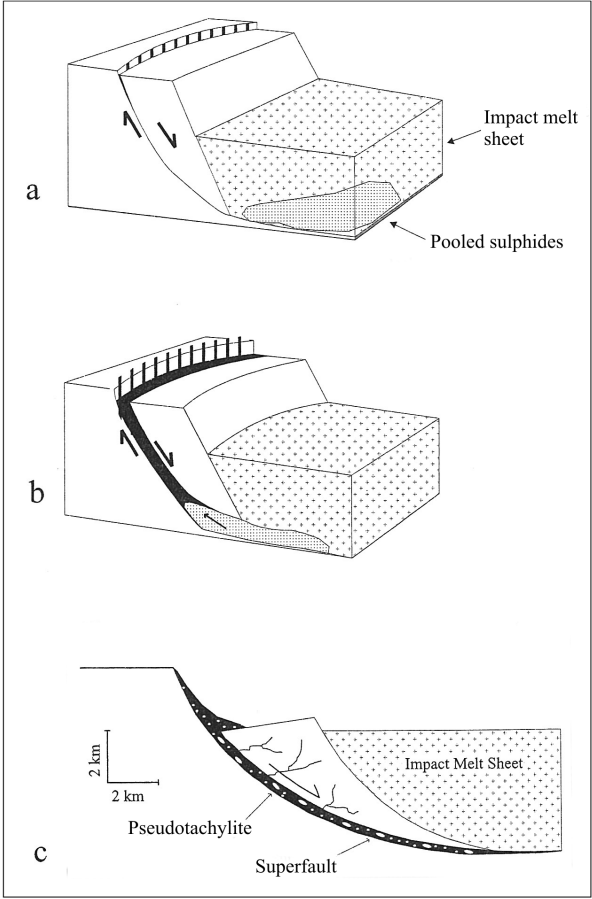 Impact melt
sheet
a
Pooled sulphides
b
2 km
2 km
Impact Melt Sheet
Pseudotachylite
Superfault
c